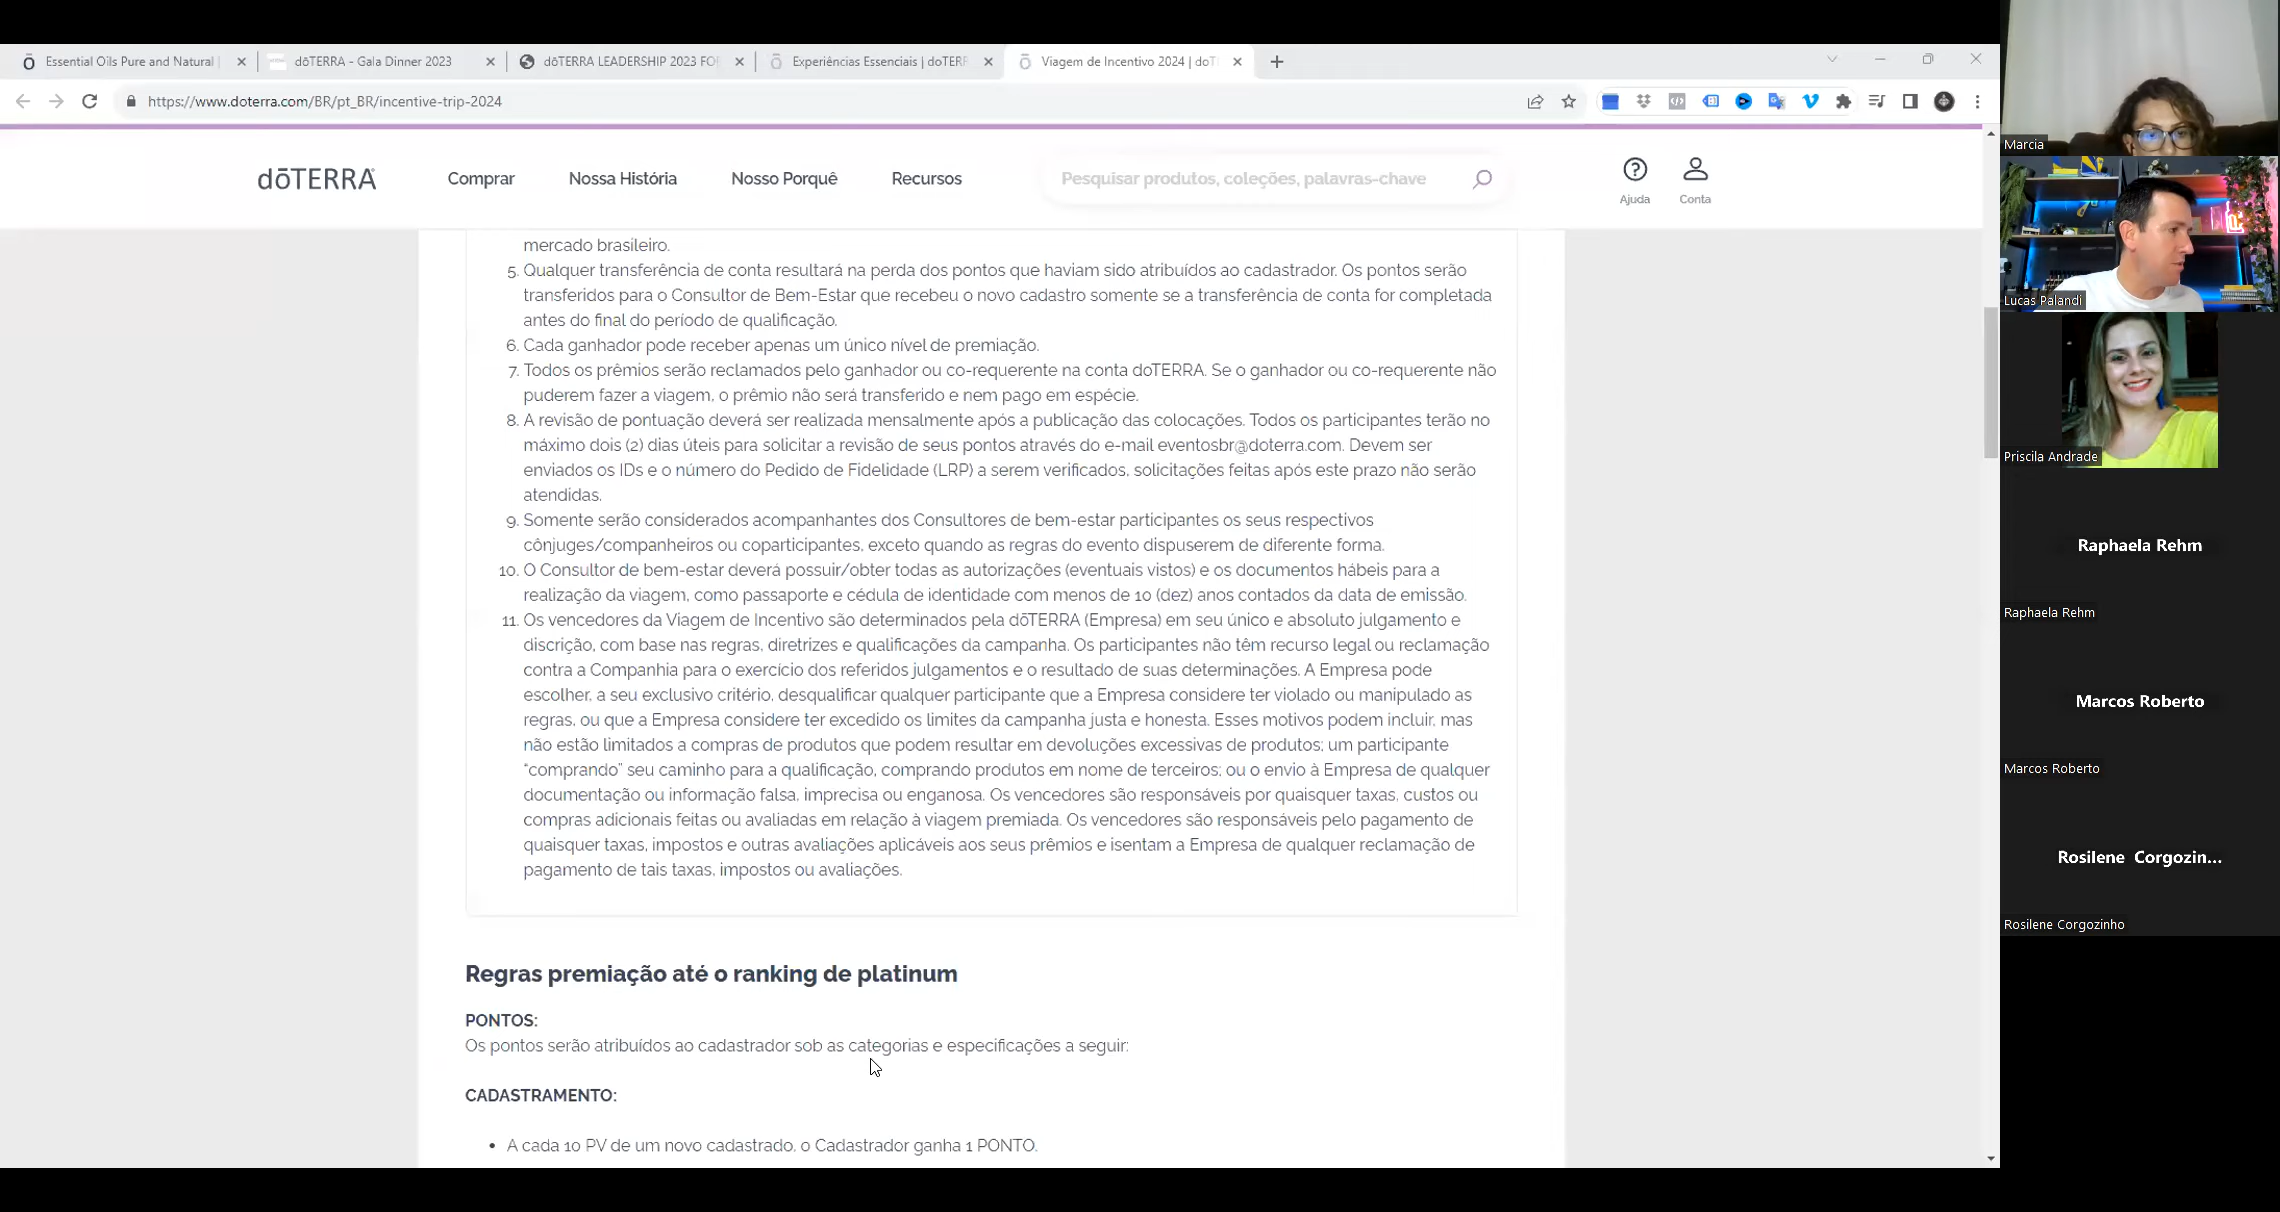 Essential Oils Pure and Natural
dōTERRA - Gala Dinner 2023
dōTERRA LEADERSHIP 2023 FO
Experiências Essenciais | doTERR
Viagem de Incentivo 2024 | doT
https://www.doterra.com/BR/pt_BR/incentive-trip-2024
dōTERRA
Comprar
Nossa História
Nosso Porquê
Recursos
Pesquisar produtos, coleções, palavras-chave
Ajuda
Conta
mercado brasileiro.
5. Qualquer transferência de conta resultará na perda dos pontos que haviam sido atribuídos ao cadastrador. Os pontos serão
transferidos para o Consultor de Bem-Estar que recebeu o novo cadastro somente se a transferência de conta for completada
antes do final do período de qualificação.
6. Cada ganhador pode receber apenas um único nível de premiação.
7. Todos os prêmios serão reclamados pelo ganhador ou co-requerente na conta doTERRA. Se o ganhador ou co-requerente não
puderem fazer a viagem, o prêmio não será transferido e nem pago em espécie.
8. A revisão de pontuação deverá ser realizada mensalmente após a publicação das colocações. Todos os participantes terão no
máximo dois (2) dias úteis para solicitar a revisão de seus pontos através do e-mail eventosbr@doterra.com. Devem ser
enviados os IDs e o número do Pedido de Fidelidade (LRP) a serem verificados, solicitações feitas após este prazo não serão
atendidas.
9. Somente serão considerados acompanhantes dos Consultores de bem-estar participantes os seus respectivos
cônjuges/companheiros ou coparticipantes, exceto quando as regras do evento dispuserem de diferente forma.
10. O Consultor de bem-estar deverá possuir/obter todas as autorizações (eventuais vistos) e os documentos hábeis para a
realização da viagem, como passaporte e cédula de identidade com menos de 10 (dez) anos contados da data de emissão.
11. Os vencedores da Viagem de Incentivo são determinados pela dōTERRA (Empresa) em seu único e absoluto julgamento e
discrição, com base nas regras, diretrizes e qualificações da campanha. Os participantes não têm recurso legal ou reclamação
contra a Companhia para o exercício dos referidos julgamentos e o resultado de suas determinações. A Empresa pode
escolher, a seu exclusivo critério, desqualificar qualquer participante que a Empresa considere ter violado ou manipulado as
regras, ou que a Empresa considere ter excedido os limites da campanha justa e honesta. Esses motivos podem incluir, mas
não estão limitados a compras de produtos que podem resultar em devoluções excessivas de produtos; um participante
“comprando” seu caminho para a qualificação, comprando produtos em nome de terceiros; ou o envio à Empresa de qualquer
documentação ou informação falsa, imprecisa ou enganosa. Os vencedores são responsáveis por quaisquer taxas, custos ou
compras adicionais feitas ou avaliadas em relação à viagem premiada. Os vencedores são responsáveis pelo pagamento de
quaisquer taxas, impostos e outras avaliações aplicáveis aos seus prêmios e isentam a Empresa de qualquer reclamação de
pagamento de tais taxas, impostos ou avaliações.
Regras premiação até o ranking de platinum
PONTOS:
Os pontos serão atribuídos ao cadastrador sob as categorias e especificações a seguir:
CADASTRAMENTO:
• A cada 10 PV de um novo cadastrado, o Cadastrador ganha 1 PONTO.
Marcia
Lucas Palandi
Priscila Andrade
Raphaela Rehm
Raphaela Rehm
Marcos Roberto
Marcos Roberto
Rosilene Corgozin...
Rosilene Corgozinho